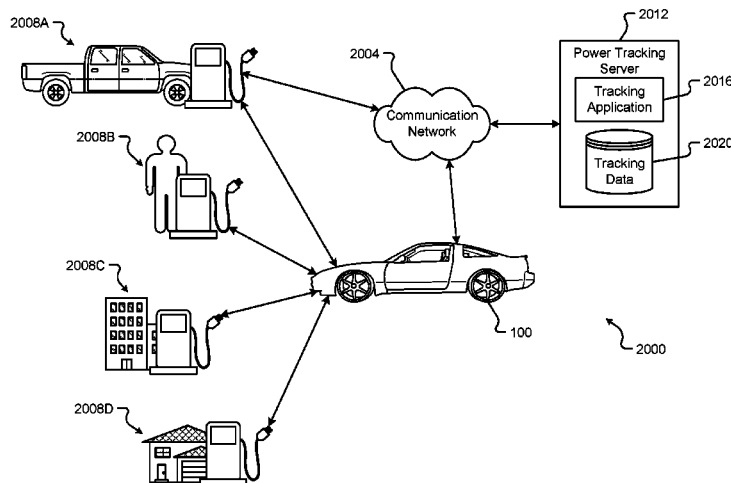 2008A
2012
Power Tracking
Server
2004
Tracking
Application
2016
Communication
Network
2008B
Tracking
Data
2020
2008C
100
2000
2008D